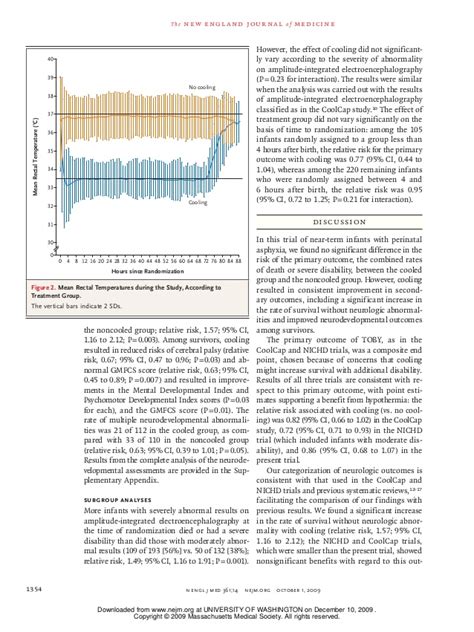 The NEW ENGLAND JOURNAL of MEDICINE
40
39
38
37
36
35
34
33
32
31
30
0
Mean Rectal Temperature (°C)
No cooling
Cooling
0 4 8 12 16 20 24 28 32 36 40 44 48 52 56 60 64 68 72 76 80 84 88
Hours since Randomization
Figure 2. Mean Rectal Temperatures during the Study, According to
Treatment Group.
The vertical bars indicate 2 SDs.
the noncooled group; relative risk, 1.57; 95% CI,
1.16 to 2.12; P=0.003). Among survivors, cooling
resulted in reduced risks of cerebral palsy (relative
risk, 0.67; 95% CI, 0.47 to 0.96; P=0.03) and ab-
normal GMFCS score (relative risk, 0.63; 95% CI,
0.45 to 0.89; P=0.007) and resulted in improve-
ments in the Mental Developmental Index and
Psychomotor Developmental Index scores (P=0.03
for each), and the GMFCS score (P=0.01). The
rate of multiple neurodevelopmental abnormali-
ties was 21 of 112 in the cooled group, as com-
pared with 33 of 110 in the noncooled group
(relative risk, 0.63; 95% CI, 0.39 to 1.01; P=0.05).
Results from the complete analysis of the neurode-
velopmental assessments are provided in the Sup-
plementary Appendix.
SUBGROUP ANALYSES
More infants with severely abnormal results on
amplitude-integrated electroencephalography at
the time of randomization died or had a severe
disability than did those with moderately abnor-
mal results (109 of 193 [56%] vs. 50 of 132 [38%];
relative risk, 1.49; 95% CI, 1.16 to 1.91; P=0.001).
However, the effect of cooling did not significant-
ly vary according to the severity of abnormality
on amplitude-integrated electroencephalography
(P=0.23 for interaction). The results were similar
when the analysis was carried out with the results
of amplitude-integrated electroencephalography
classified as in the CoolCap study.30 The effect of
treatment group did not vary significantly on the
basis of time to randomization: among the 105
infants randomly assigned to a group less than
4 hours after birth, the relative risk for the primary
outcome with cooling was 0.77 (95% CI, 0.44 to
1.04), whereas among the 220 remaining infants
who were randomly assigned between 4 and
6 hours after birth, the relative risk was 0.95
(95% CI, 0.72 to 1.25; P=0.21 for interaction).
DISCUSSION
In this trial of near-term infants with perinatal
asphyxia, we found no significant difference in the
risk of the primary outcome, the combined rates
of death or severe disability, between the cooled
group and the noncooled group. However, cooling
resulted in consistent improvement in second-
ary outcomes, including a significant increase in
the rate of survival without neurologic abnormal-
ities and improved neurodevelopmental outcomes
among survivors.
The primary outcome of TOBY, as in the
CoolCap and NICHD trials, was a composite end
point, chosen because of concerns that cooling
might increase survival with additional disability.
Results of all three trials are consistent with re-
spect to this primary outcome, with point esti-
mates supporting a benefit from hypothermia: the
relative risk associated with cooling (vs. no cool-
ing) was 0.82 (95% CI, 0.66 to 1.02) in the CoolCap
study, 0.72 (95% CI, 0.71 to 0.93) in the NICHD
trial (which included infants with moderate dis-
ability), and 0.86 (95% CI, 0.68 to 1.07) in the
present trial.
Our categorization of neurologic outcomes is
consistent with that used in the CoolCap and
NICHD trials and previous systematic reviews,
facilitating the comparison of our findings with
previous results. We found a significant increase
in the rate of survival without neurologic abnor-
mality with cooling (relative risk, 1.57; 95% CI,
1.16 to 2.12); the NICHD and CoolCap trials,
which were smaller than the present trial, showed
nonsignificant benefits with regard to this out-
1354
N ENGL J MED 361;14 NEJM.ORG OCTOBER 1, 2009
Downloaded from www.nejm.org at UNIVERSITY OF WASHINGTON on December 10, 2009 .
Copyright © 2009 Massachusetts Medical Society. All rights reserved.